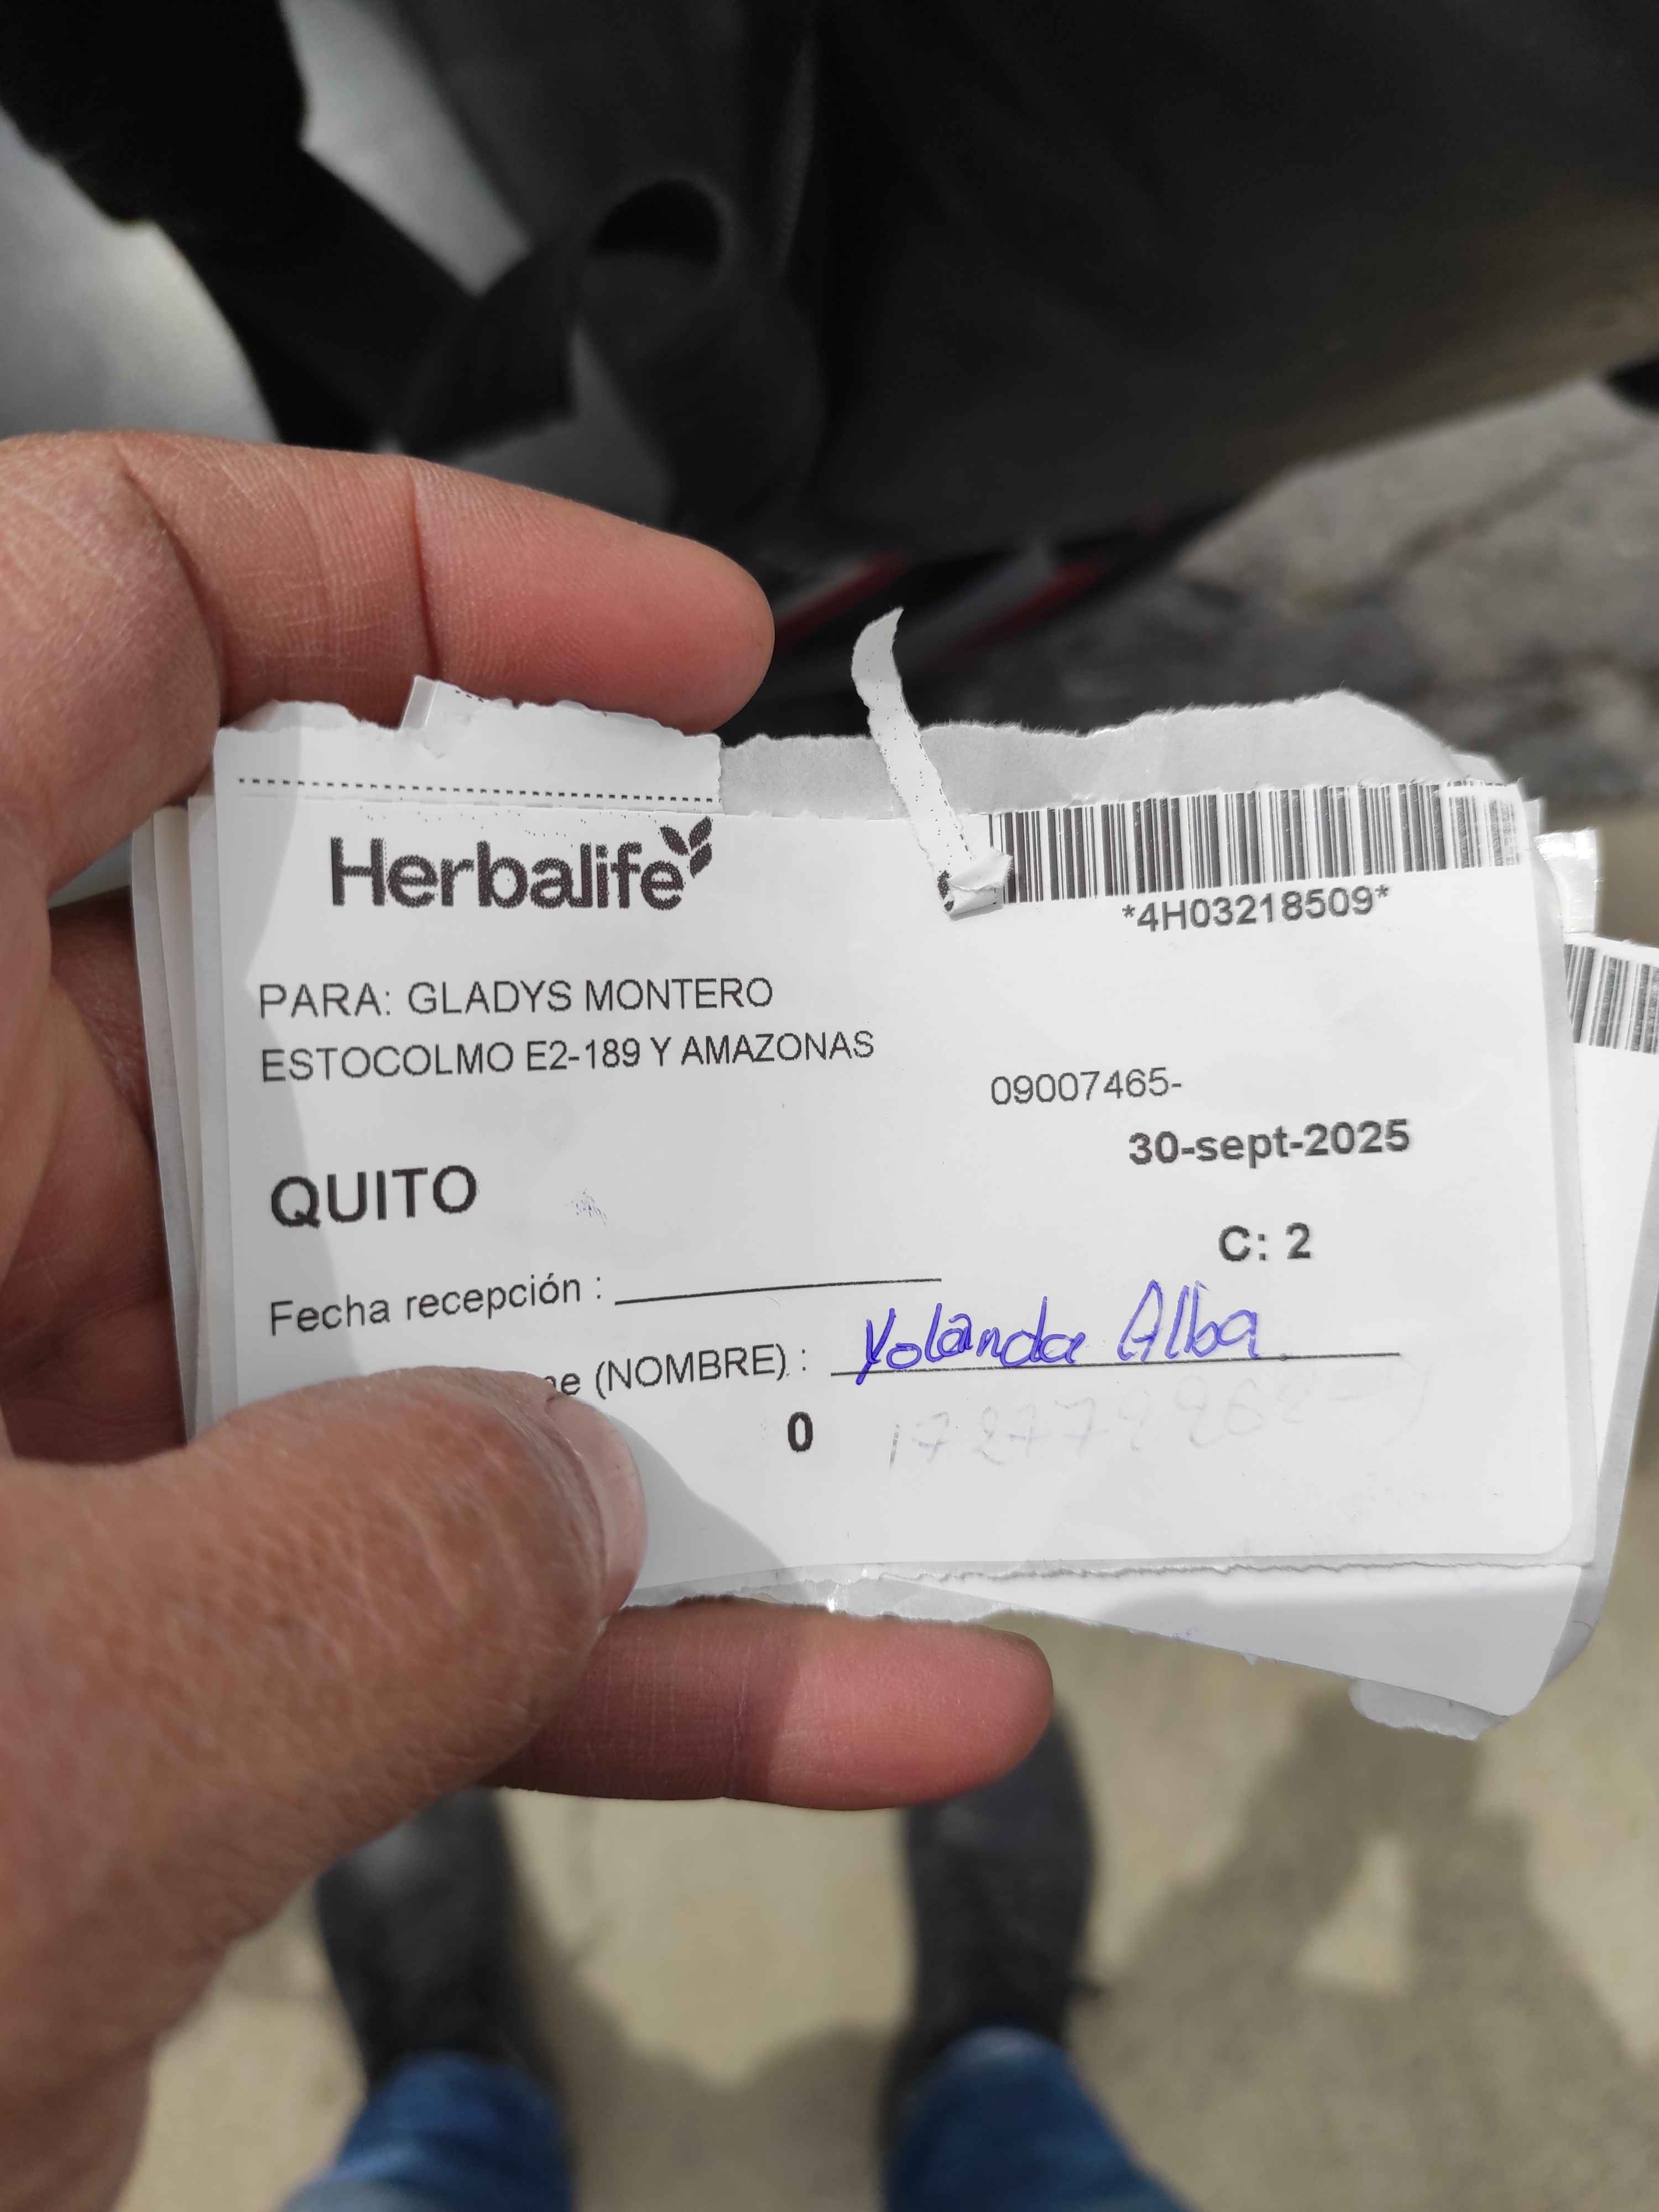 Herbalife
*4H03218509*
PARA: GLADYS MONTERO
ESTOCOLMO E2-189 Y AMAZONAS
09007465-
30-sept-2025
QUITO
C: 2
Fecha recepción :
(NOMBRE) : Yolanda Alba
0